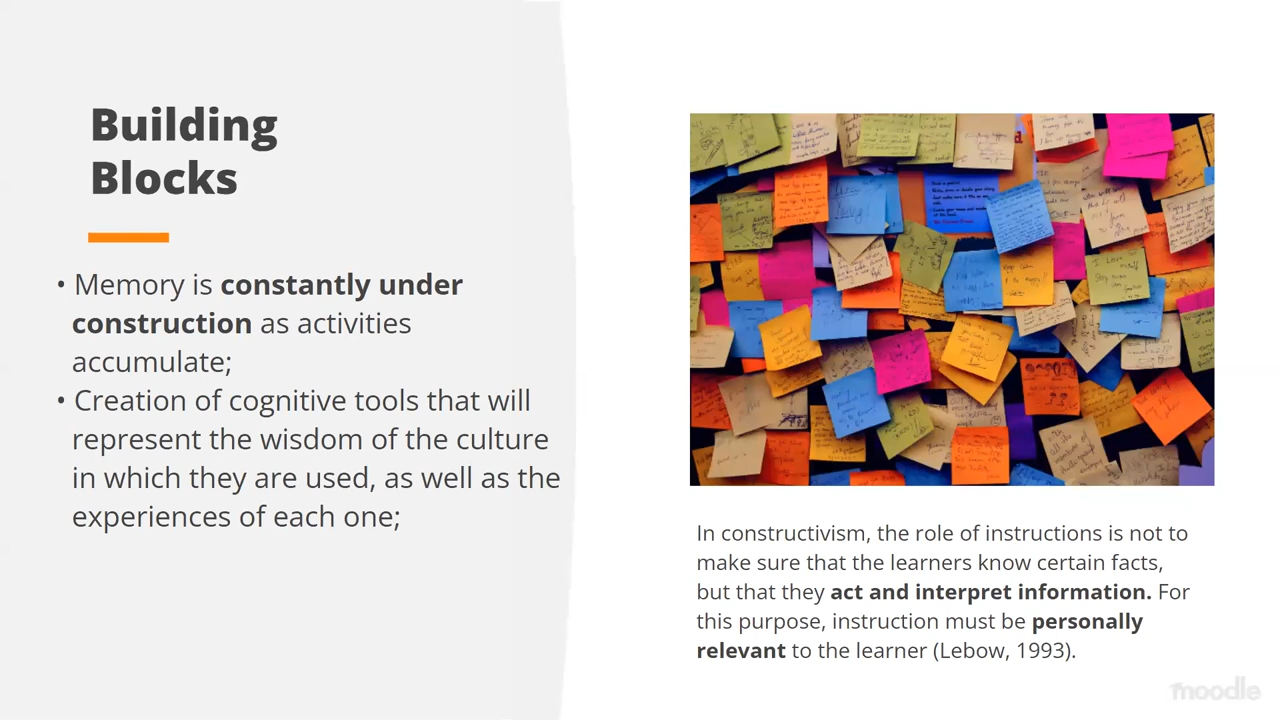 Building
Blocks
• Memory is constantly under
construction as activities
accumulate;
• Creation of cognitive tools that will
represent the wisdom of the culture
in which they are used, as well as the
experiences of each one;
In constructivism, the role of instructions is not to
make sure that the learners know certain facts,
but that they act and interpret information. For
this purpose, instruction must be personally
relevant to the learner (Lebow, 1993).
moodle